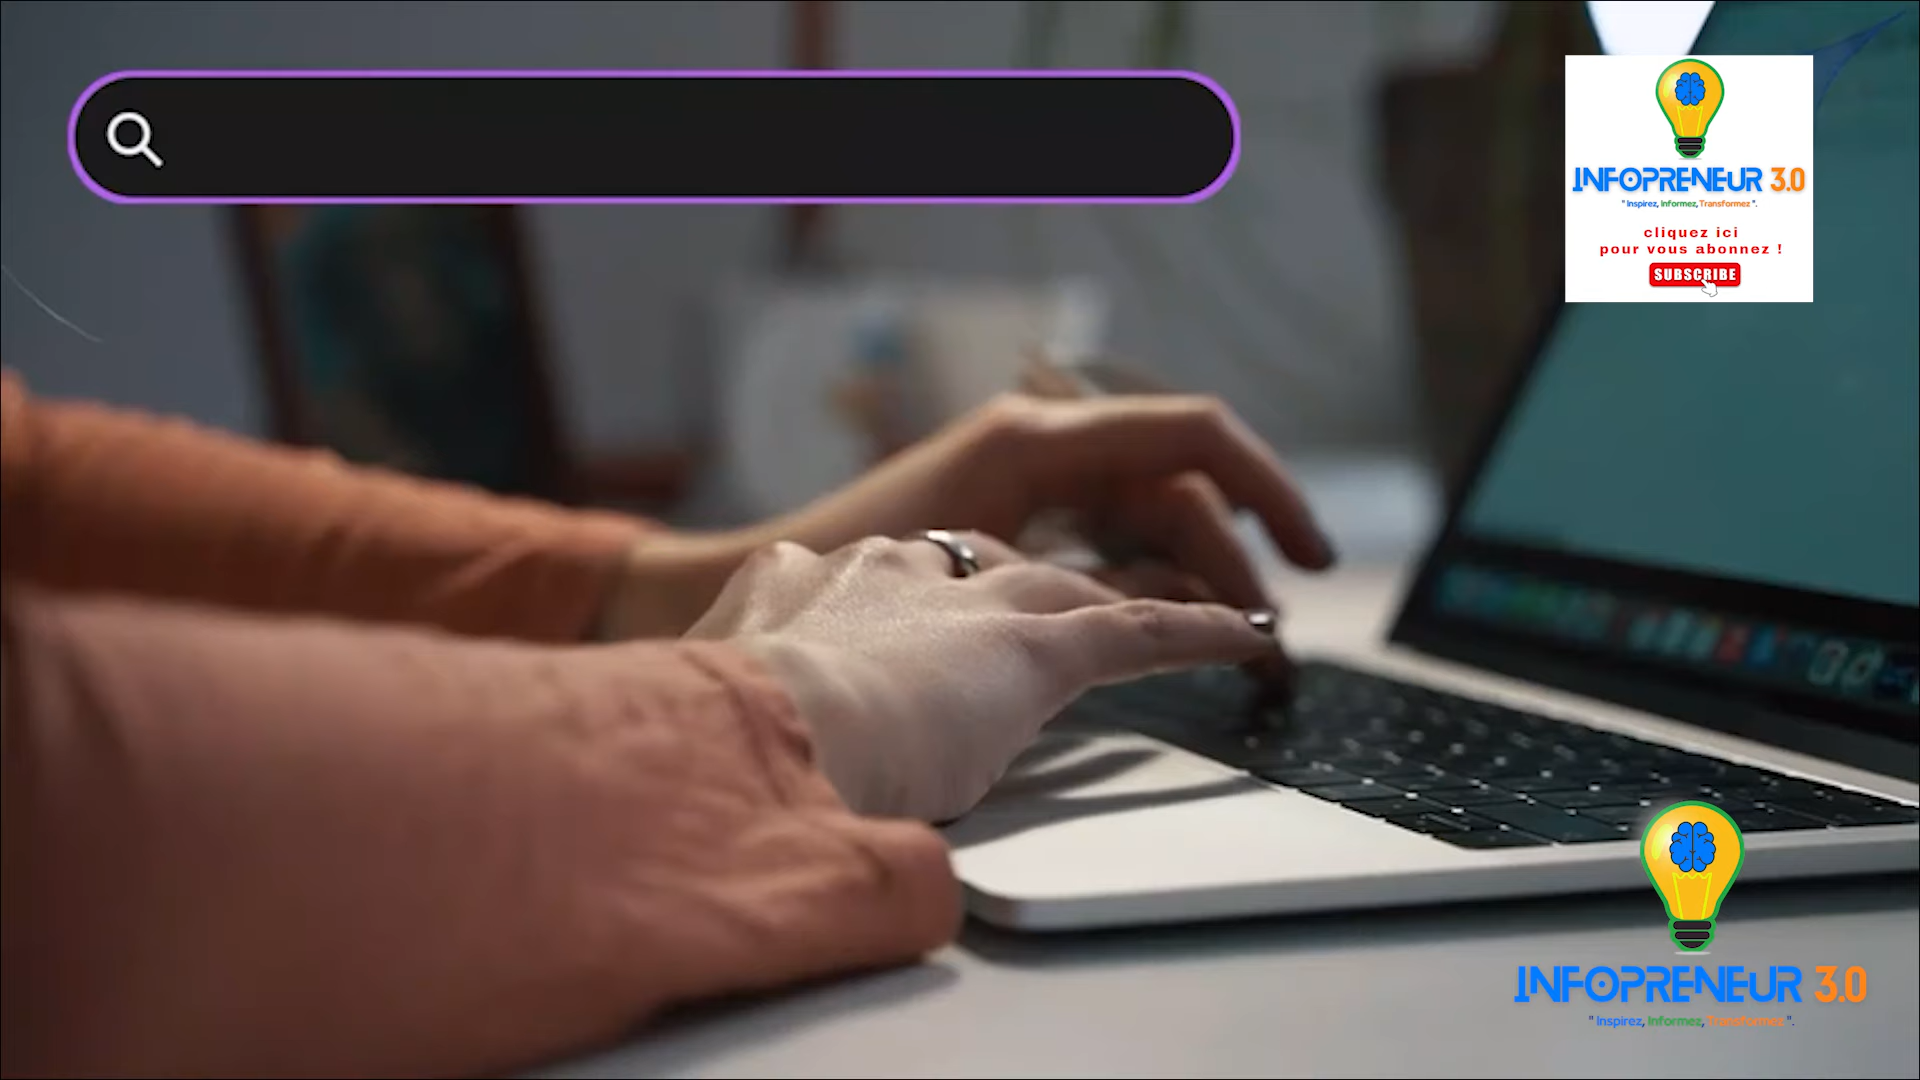 INFOPRENEUR 3.0
" Inspirez, Informez, Transformez ".
cliquez ici
pour vous abonnez !
SUBSCRIBE
INFOPRENEUR 3.0
" Inspirez, Informez, Transformez ".